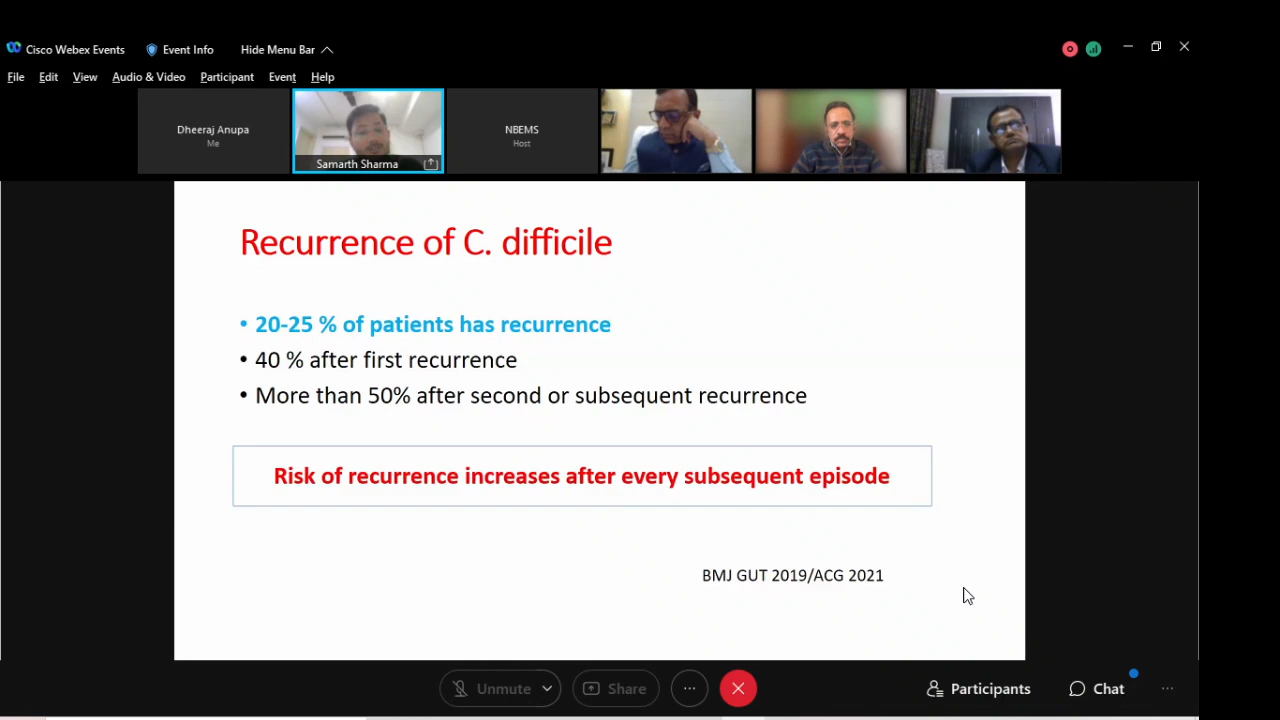 Cisco Webex Events Event Info Hide Menu Bar
File Edit View Audio & Video Participant Event Help
Dheeraj Anupa
Me
Samarth Sharma
NBEMS
Host
Recurrence of C. difficile
• 20-25 % of patients has recurrence
• 40 % after first recurrence
• More than 50% after second or subsequent recurrence
Risk of recurrence increases after every subsequent episode
BMJ GUT 2019/ACG 2021
Unmute Share Participants Chat